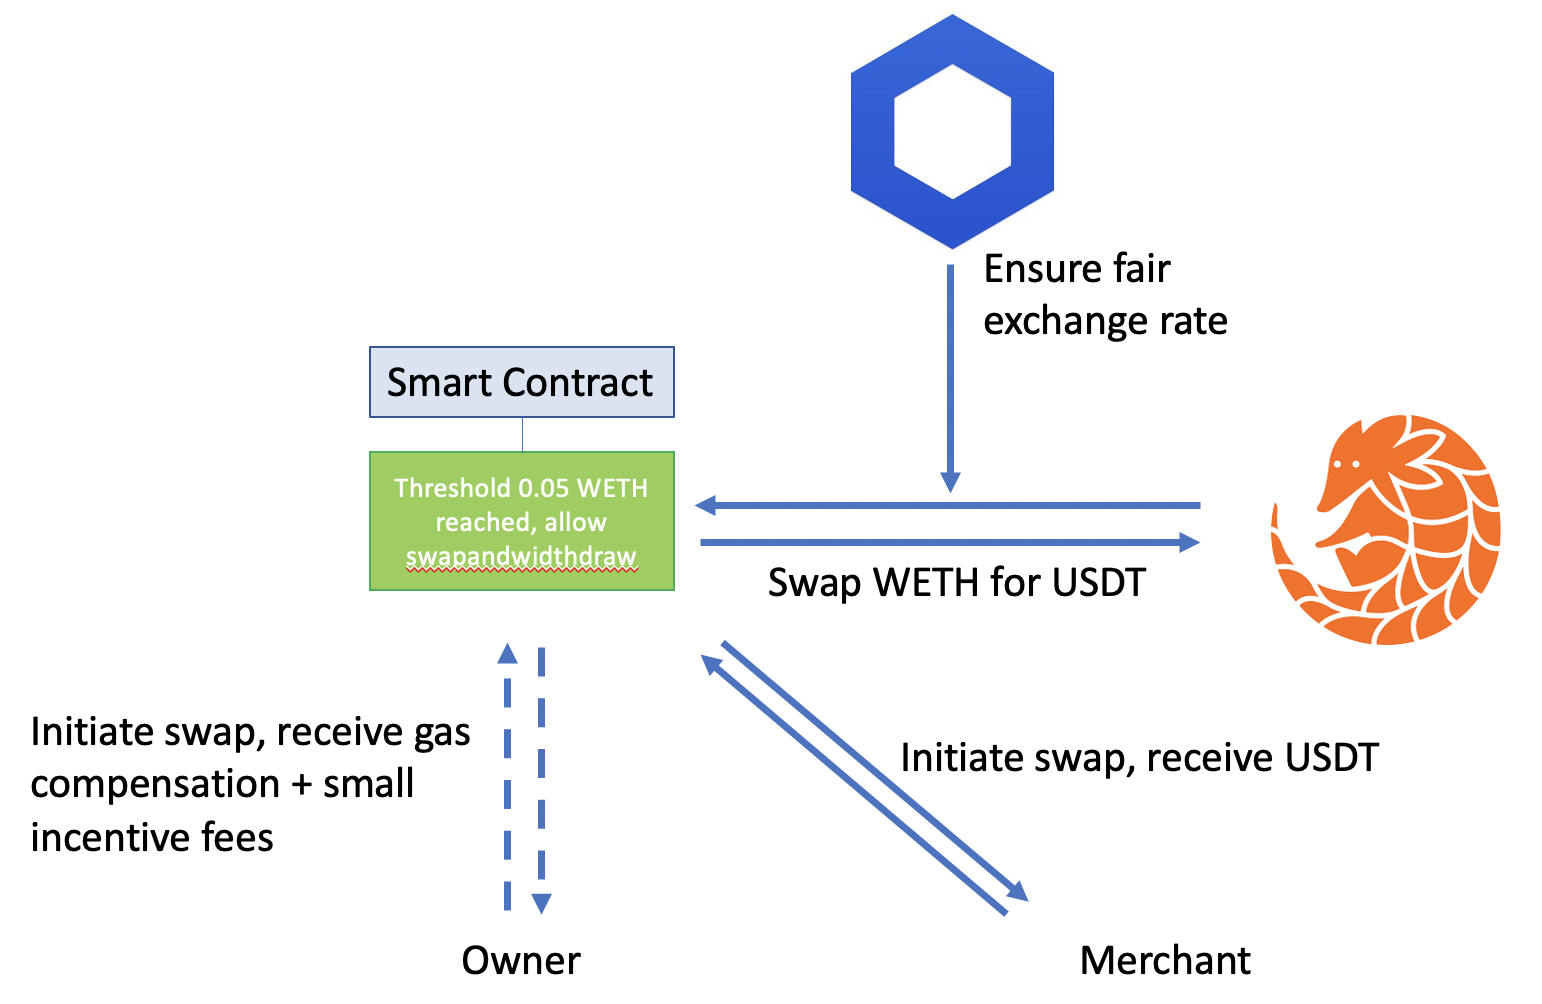 Ensure fair
exchange rate
Smart Contract
Threshold 0.05 WETH
reached, allow
swapandwidthdraw
Swap WETH for USDT
Initiate swap, receive gas
compensation + small
incentive fees
Initiate swap, receive USDT
Owner
Merchant